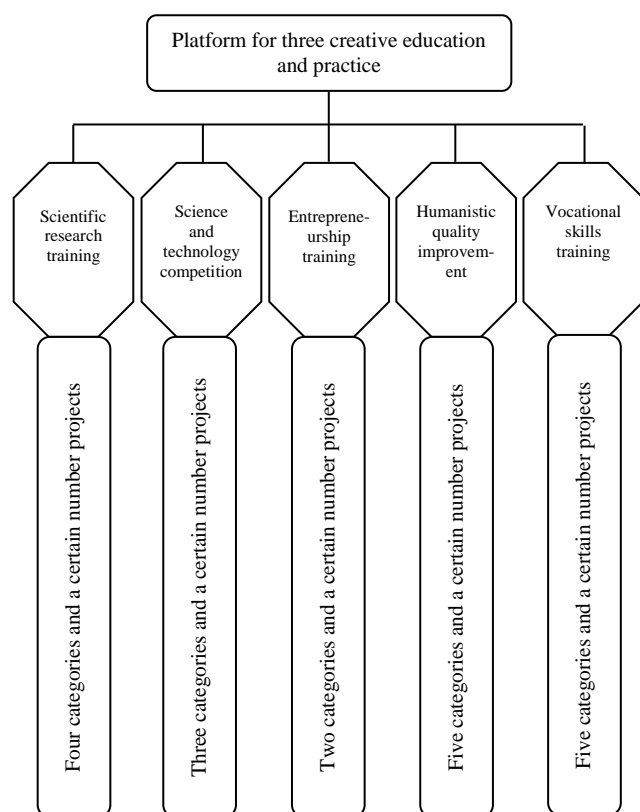 Platform for three creative education
and practice
Scientific
research
training
Science
and
technology
competition
Entreprene-
urship
training
Humanistic
quality
improvem-
ent
Vocational
skills
training
Four categories and a certain number projects
Three categories and a certain number projects
Two categories and a certain number projects
Five categories and a certain number projects
Five categories and a certain number projects